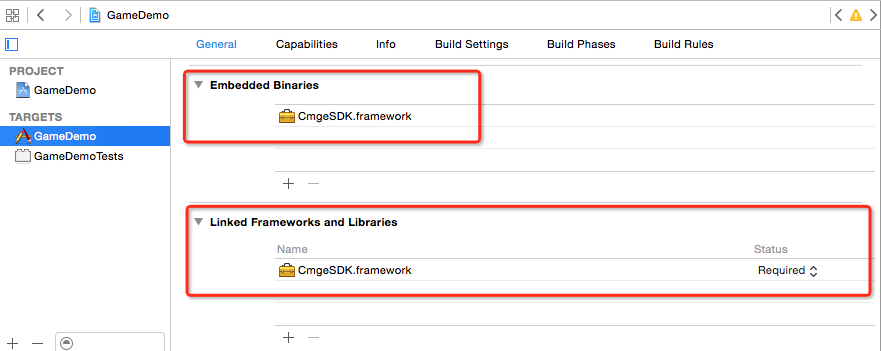 GameDemo
General Capabilities Info Build Settings Build Phases Build Rules
PROJECT
GameDemo
TARGETS
GameDemo
GameDemoTests
Embedded Binaries
CmgeSDK.framework
Linked Frameworks and Libraries
Name Status
CmgeSDK.framework Required